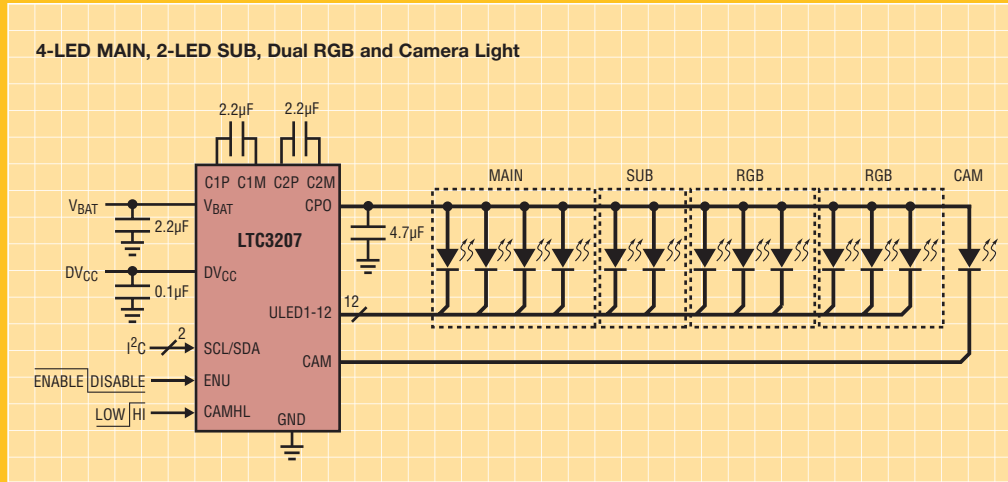 4-LED MAIN, 2-LED SUB, Dual RGB and Camera Light
2.2µF 2.2µF
C1P C1M C2P C2M
MAIN SUB RGB RGB CAM
VBAT VBAT CPO
2.2µF
LTC3207
4.7µF
DVCC DVCC
0.1µF
ULED1-12 12
I2C 2 SCL/SDA
CAM
ENABLE DISABLE ENU
LOW HI CAMHL
GND